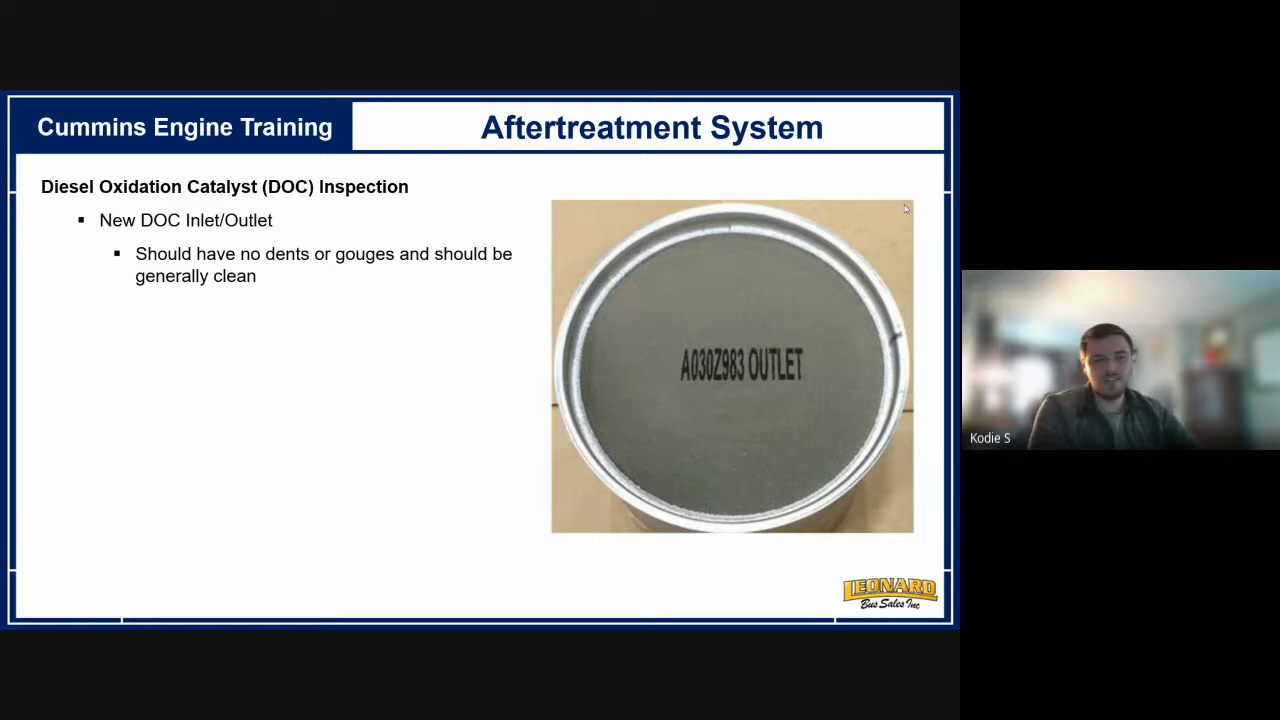 Cummins Engine Training
Aftertreatment System
Diesel Oxidation Catalyst (DOC) Inspection
▪ New DOC Inlet/Outlet
▪ Should have no dents or gouges and should be
generally clean
A030Z983 OUTLET
LEONARD
Bus Sales Inc
Kodie S